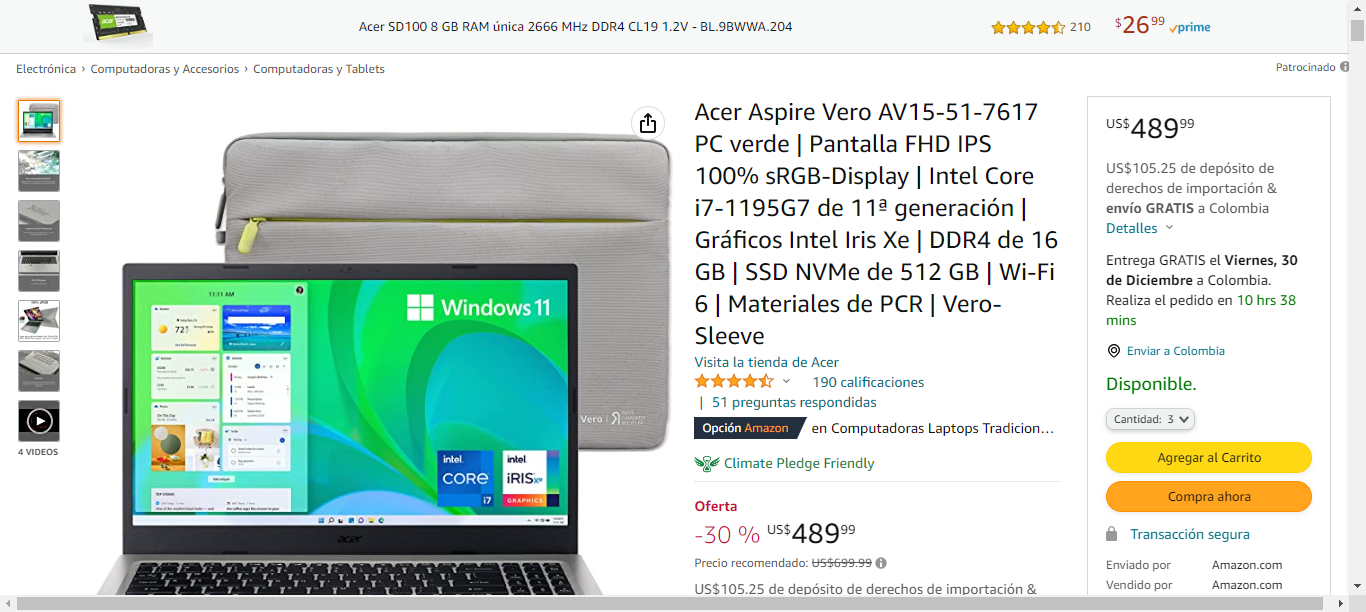 Acer SD100 8 GB RAM única 2666 MHz DDR4 CL19 1.2V - BL.9BWWA.204
210
$26.99 prime
Electrónica › Computadoras y Accesorios › Computadoras y Tablets
Patrocinado
4 VIDEOS
11:11 AM
Windows 11
Vero
intel.
CORE
i7
intel.
iRIS xe
GRAPHICS
acer
Acer Aspire Vero AV15-51-7617
PC verde | Pantalla FHD IPS
100% sRGB-Display | Intel Core
i7-1195G7 de 11ª generación |
Gráficos Intel Iris Xe | DDR4 de 16
GB | SSD NVMe de 512 GB | Wi-Fi
6 | Materiales de PCR | Vero-
Sleeve
Visita la tienda de Acer
190 calificaciones
| 51 preguntas respondidas
Opción Amazon en Computadoras Laptops Tradicion...
Climate Pledge Friendly
Oferta
-30 % US$489.99
Precio recomendado: US$699.99
US$105.25 de depósito de derechos de importación &
US$489.99
US$105.25 de depósito de
derechos de importación &
envío GRATIS a Colombia
Detalles
Entrega GRATIS el Viernes, 30
de Diciembre a Colombia.
Realiza el pedido en 10 hrs 38
mins
Enviar a Colombia
Disponible.
Cantidad: 3
Agregar al Carrito
Compra ahora
Transacción segura
Enviado por Amazon.com
Vendido por Amazon.com